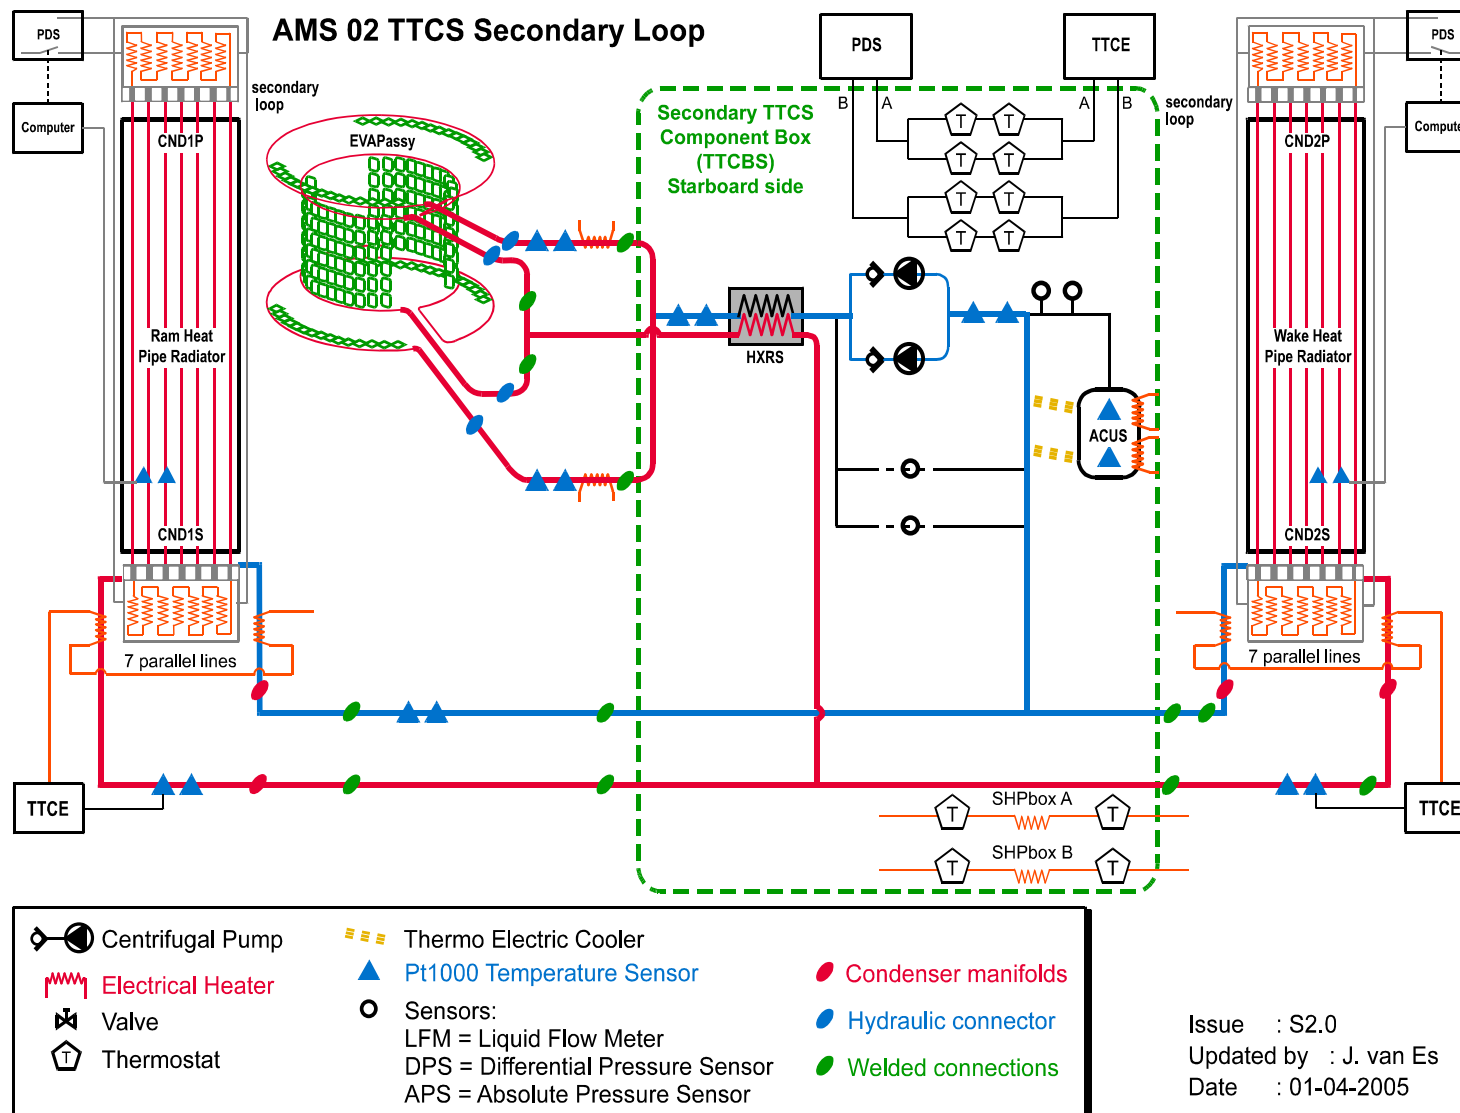 AMS 02 TTCS Secondary Loop
PDS
Computer
secondary
loop
CND1P
Ram Heat
Pipe Radiator
CND1S
7 parallel lines
TTCE
EVAPassy
Secondary TTCS
Component Box
(TTCBS)
Starboard side
PDS
TTCE
B
A
A
B
T
T
T
T
T
T
T
T
HXRS
ACUS
secondary
loop
PDS
Compute
CND2P
Wake Heat
Pipe Radiator
CND2S
7 parallel lines
TTCE
SHPbox A
T
T
SHPbox B
T
T
Centrifugal Pump
Electrical Heater
Valve
T
Thermostat
Thermo Electric Cooler
Pt1000 Temperature Sensor
Sensors:
LFM = Liquid Flow Meter
DPS = Differential Pressure Sensor
APS = Absolute Pressure Sensor
Condenser manifolds
Hydraulic connector
Welded connections
Issue : S2.0
Updated by : J. van Es
Date : 01-04-2005